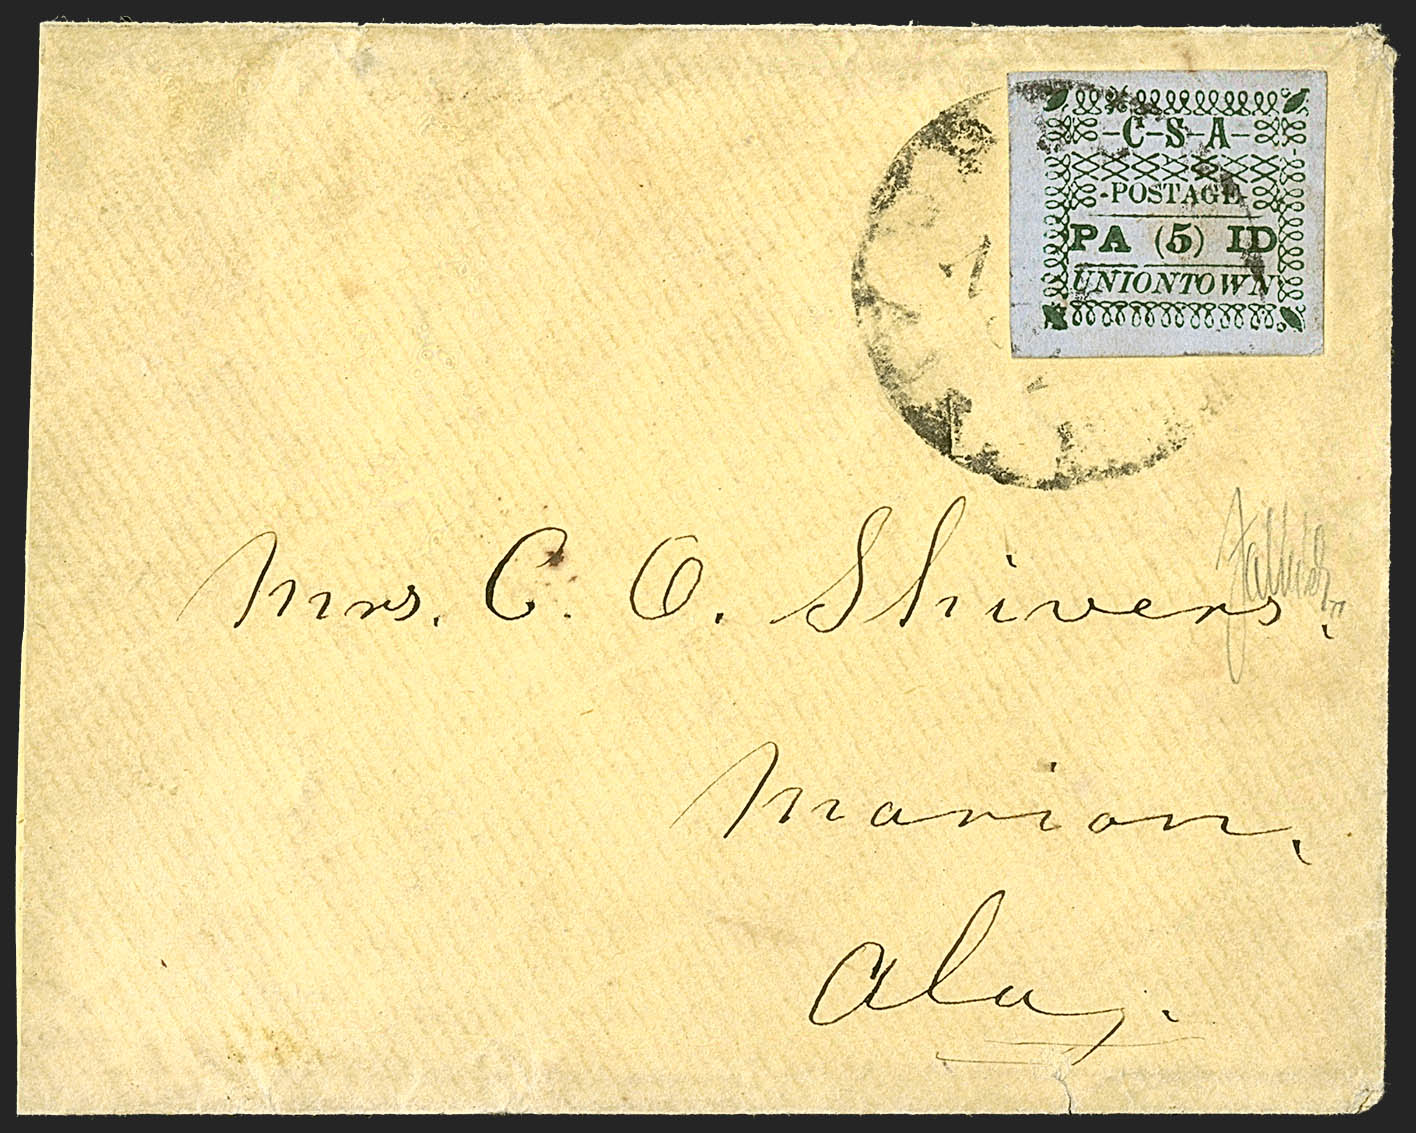 -C-S-A-
-POSTAGE-
PA (5) ID
UNIONTOWN
Mrs. C. O. Shivers.
Marion,
Ala.